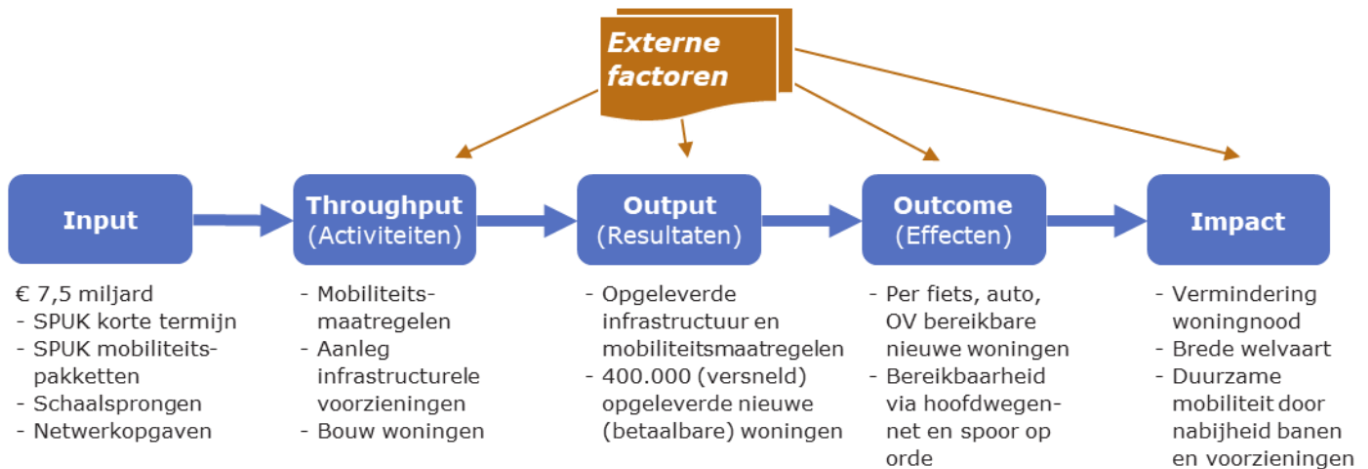 Externe
factoren
Input
Throughput
(Activiteiten)
Output
(Resultaten)
Outcome
(Effecten)
Impact
€ 7,5 miljard
- SPUK korte termijn
- SPUK mobiliteits-
pakketten
- Schaalsprongen
- Netwerkopgaven
- Mobiliteits-
maatregelen
- Aanleg
infrastructurele
voorzieningen
- Bouw woningen
- Opgeleverde
infrastructuur en
mobiliteitsmaatregelen
- 400.000 (versneld)
opgeleverde nieuwe
(betaalbare) woningen
- Per fiets, auto,
OV bereikbare
nieuwe woningen
- Bereikbaarheid
via hoofdwegen-
net en spoor op
orde
- Vermindering
woningnood
- Brede welvaart
- Duurzame
mobiliteit door
nabijheid banen
en voorzieningen